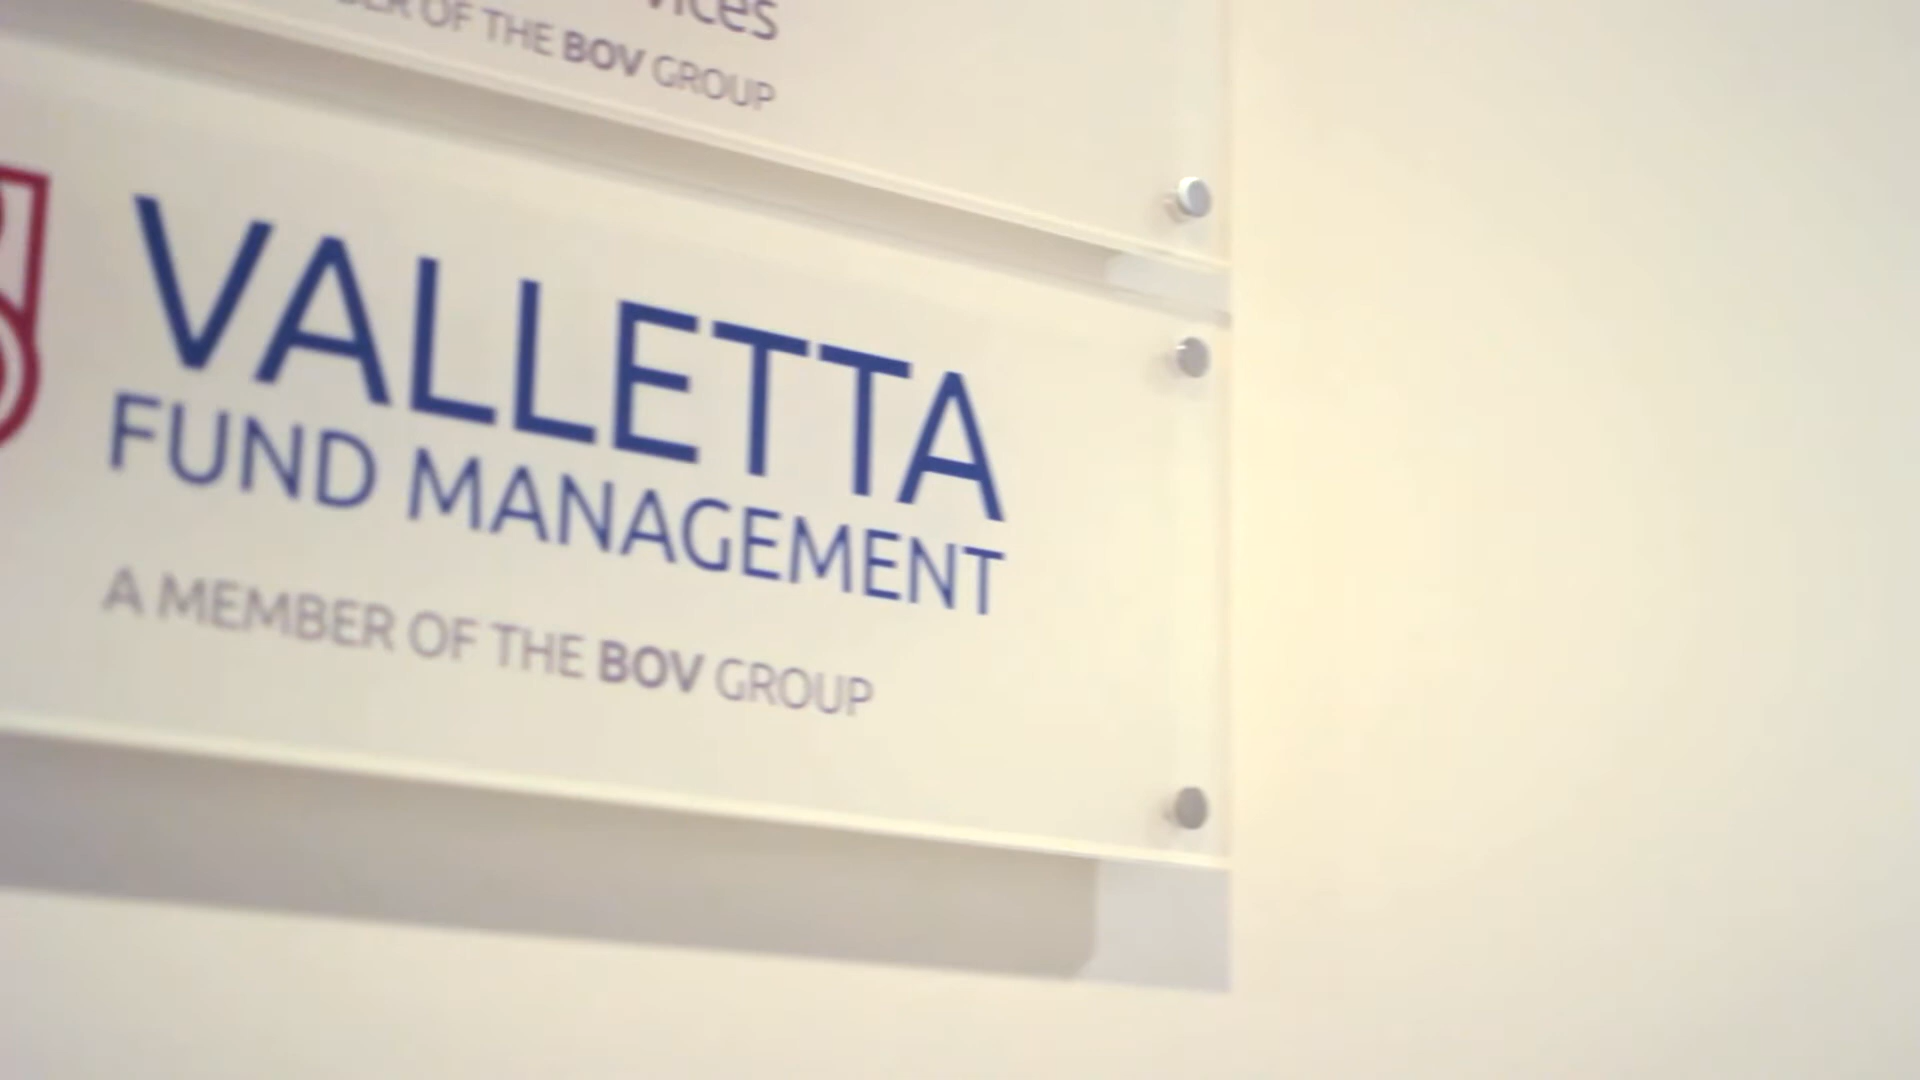 OF THE BOV GROUP
VALLETTA
FUND MANAGEMENT
A MEMBER OF THE BOV GROUP